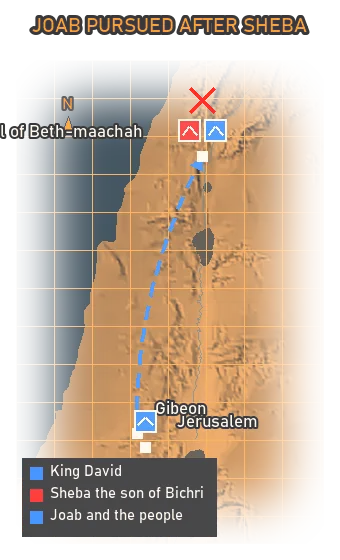 JOAB PURSUED AFTER SHEBA
N
l of Beth-maachah
Gibeon
Jerusalem
King David
Sheba the son of Bichri
Joab and the people